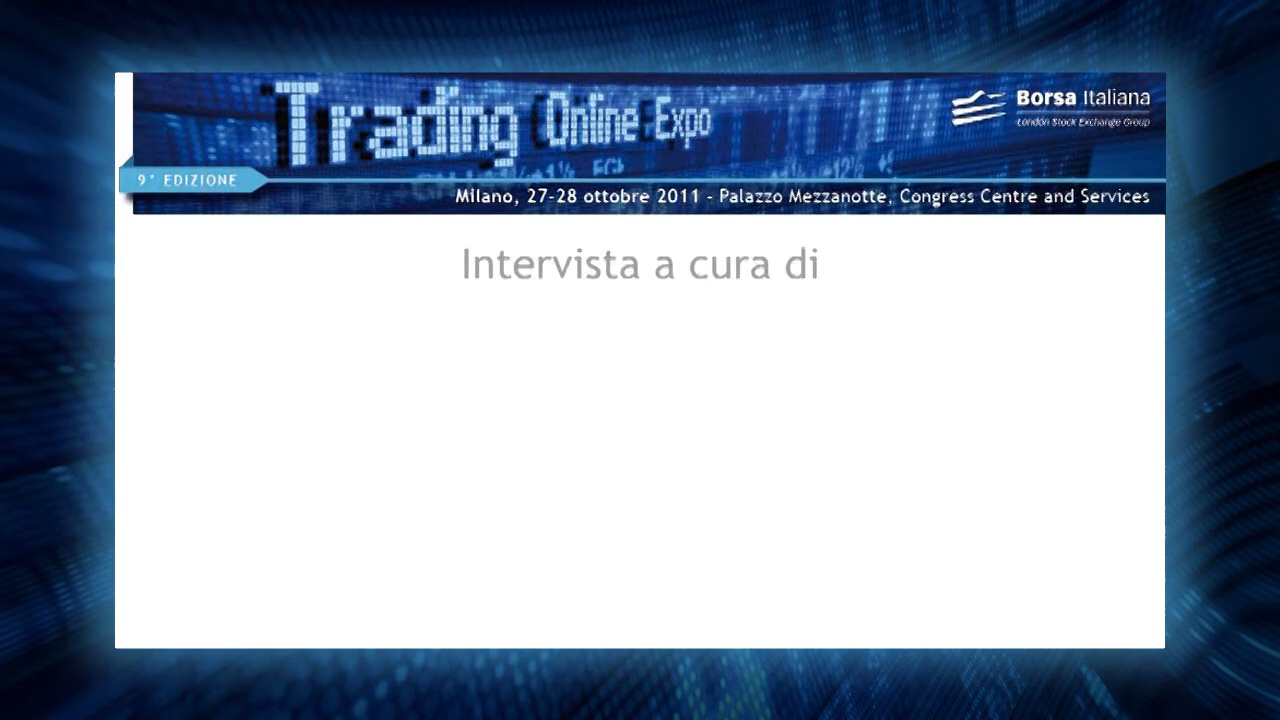 Trading Online Expo
Borsa Italiana
London Stock Exchange Group
9° EDIZIONE
Milano, 27-28 ottobre 2011 - Palazzo Mezzanotte, Congress Centre and Services
Intervista a cura di